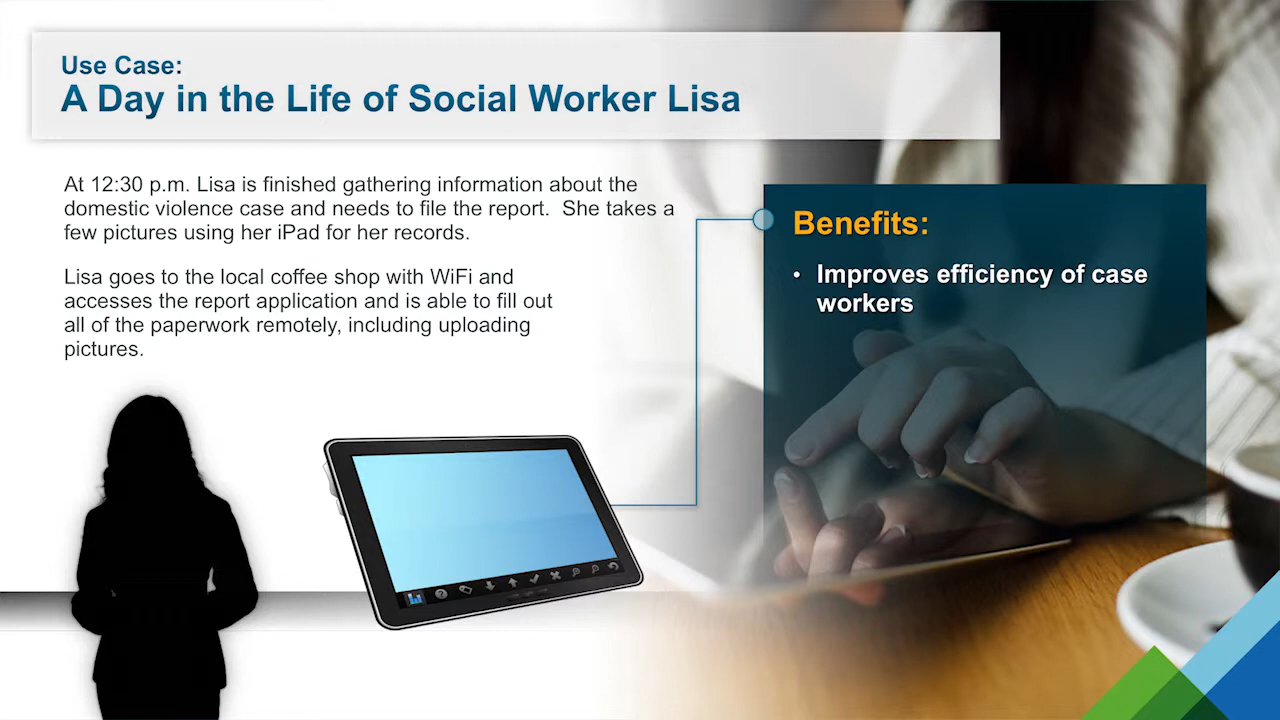 Use Case:
A Day in the Life of Social Worker Lisa
At 12:30 p.m. Lisa is finished gathering information about the
domestic violence case and needs to file the report.  She takes a
few pictures using her iPad for her records.
Lisa goes to the local coffee shop with WiFi and
accesses the report application and is able to fill out
all of the paperwork remotely, including uploading
pictures.
Benefits:
• Improves efficiency of case
workers